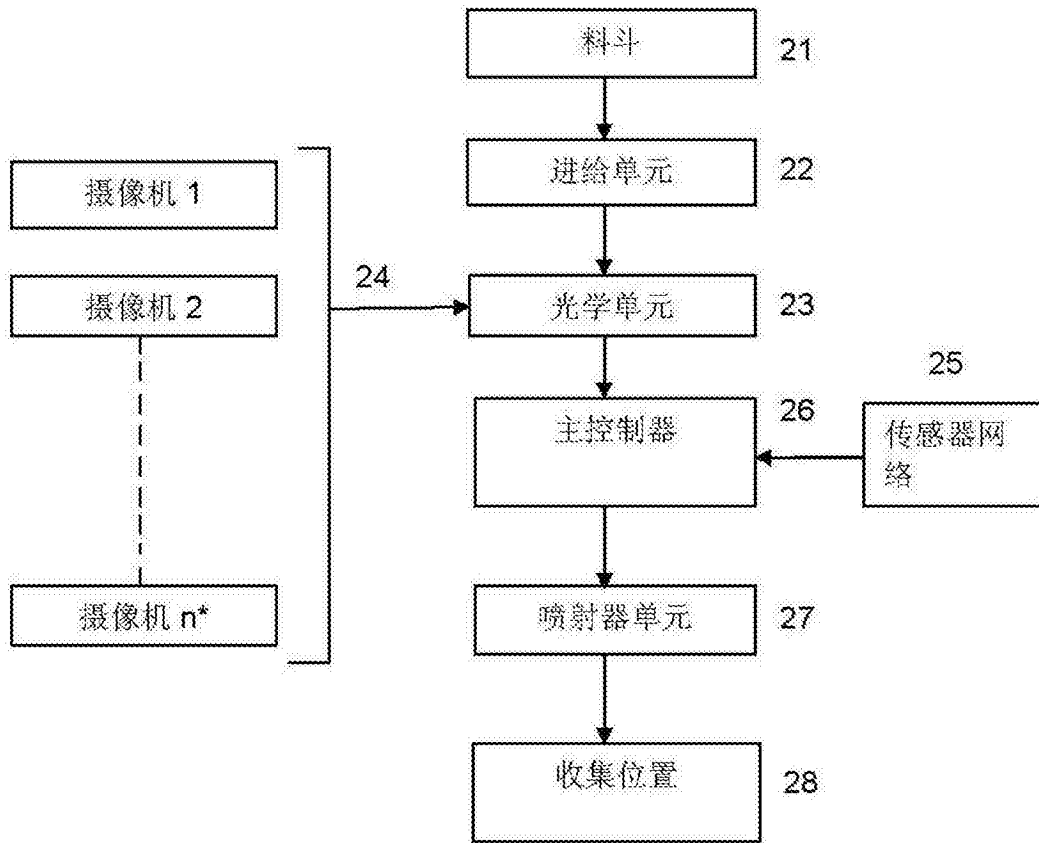 料斗
21
进给单元
22
摄像机 1
摄像机 2
24
光学单元
23
25
主控制器
26
传感器网
络
摄像机 n*
喷射器单元
27
收集位置
28